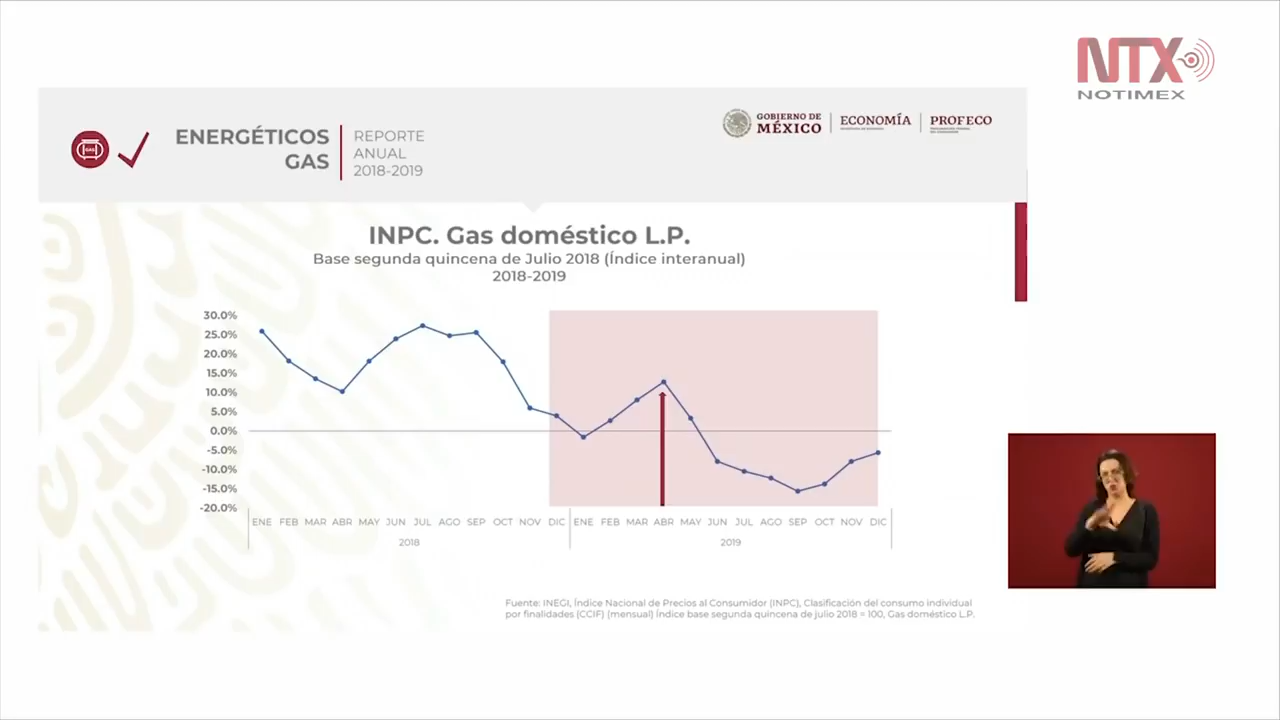 NTX
NOTIMEX
GAS
ENERGÉTICOS
GAS
REPORTE
ANUAL
2018-2019
GOBIERNO DE
MÉXICO
ECONOMÍA
PROFECO
INPC. Gas doméstico L.P.
Base segunda quincena de Julio 2018 (Índice interanual)
2018-2019
30.0%
25.0%
20.0%
15.0%
10.0%
5.0%
0.0%
-5.0%
-10.0%
-15.0%
-20.0%
ENE FEB MAR ABR MAY JUN JUL AGO SEP OCT NOV DIC ENE FEB MAR ABR MAY JUN JUL AGO SEP OCT NOV DIC
2018 2019
Fuente: INEGI, Índice Nacional de Precios al Consumidor (INPC), Clasificación del consumo individual
por finalidades (CCIF) (mensual) Índice base segunda quincena de julio 2018 = 100, Gas doméstico L.P.